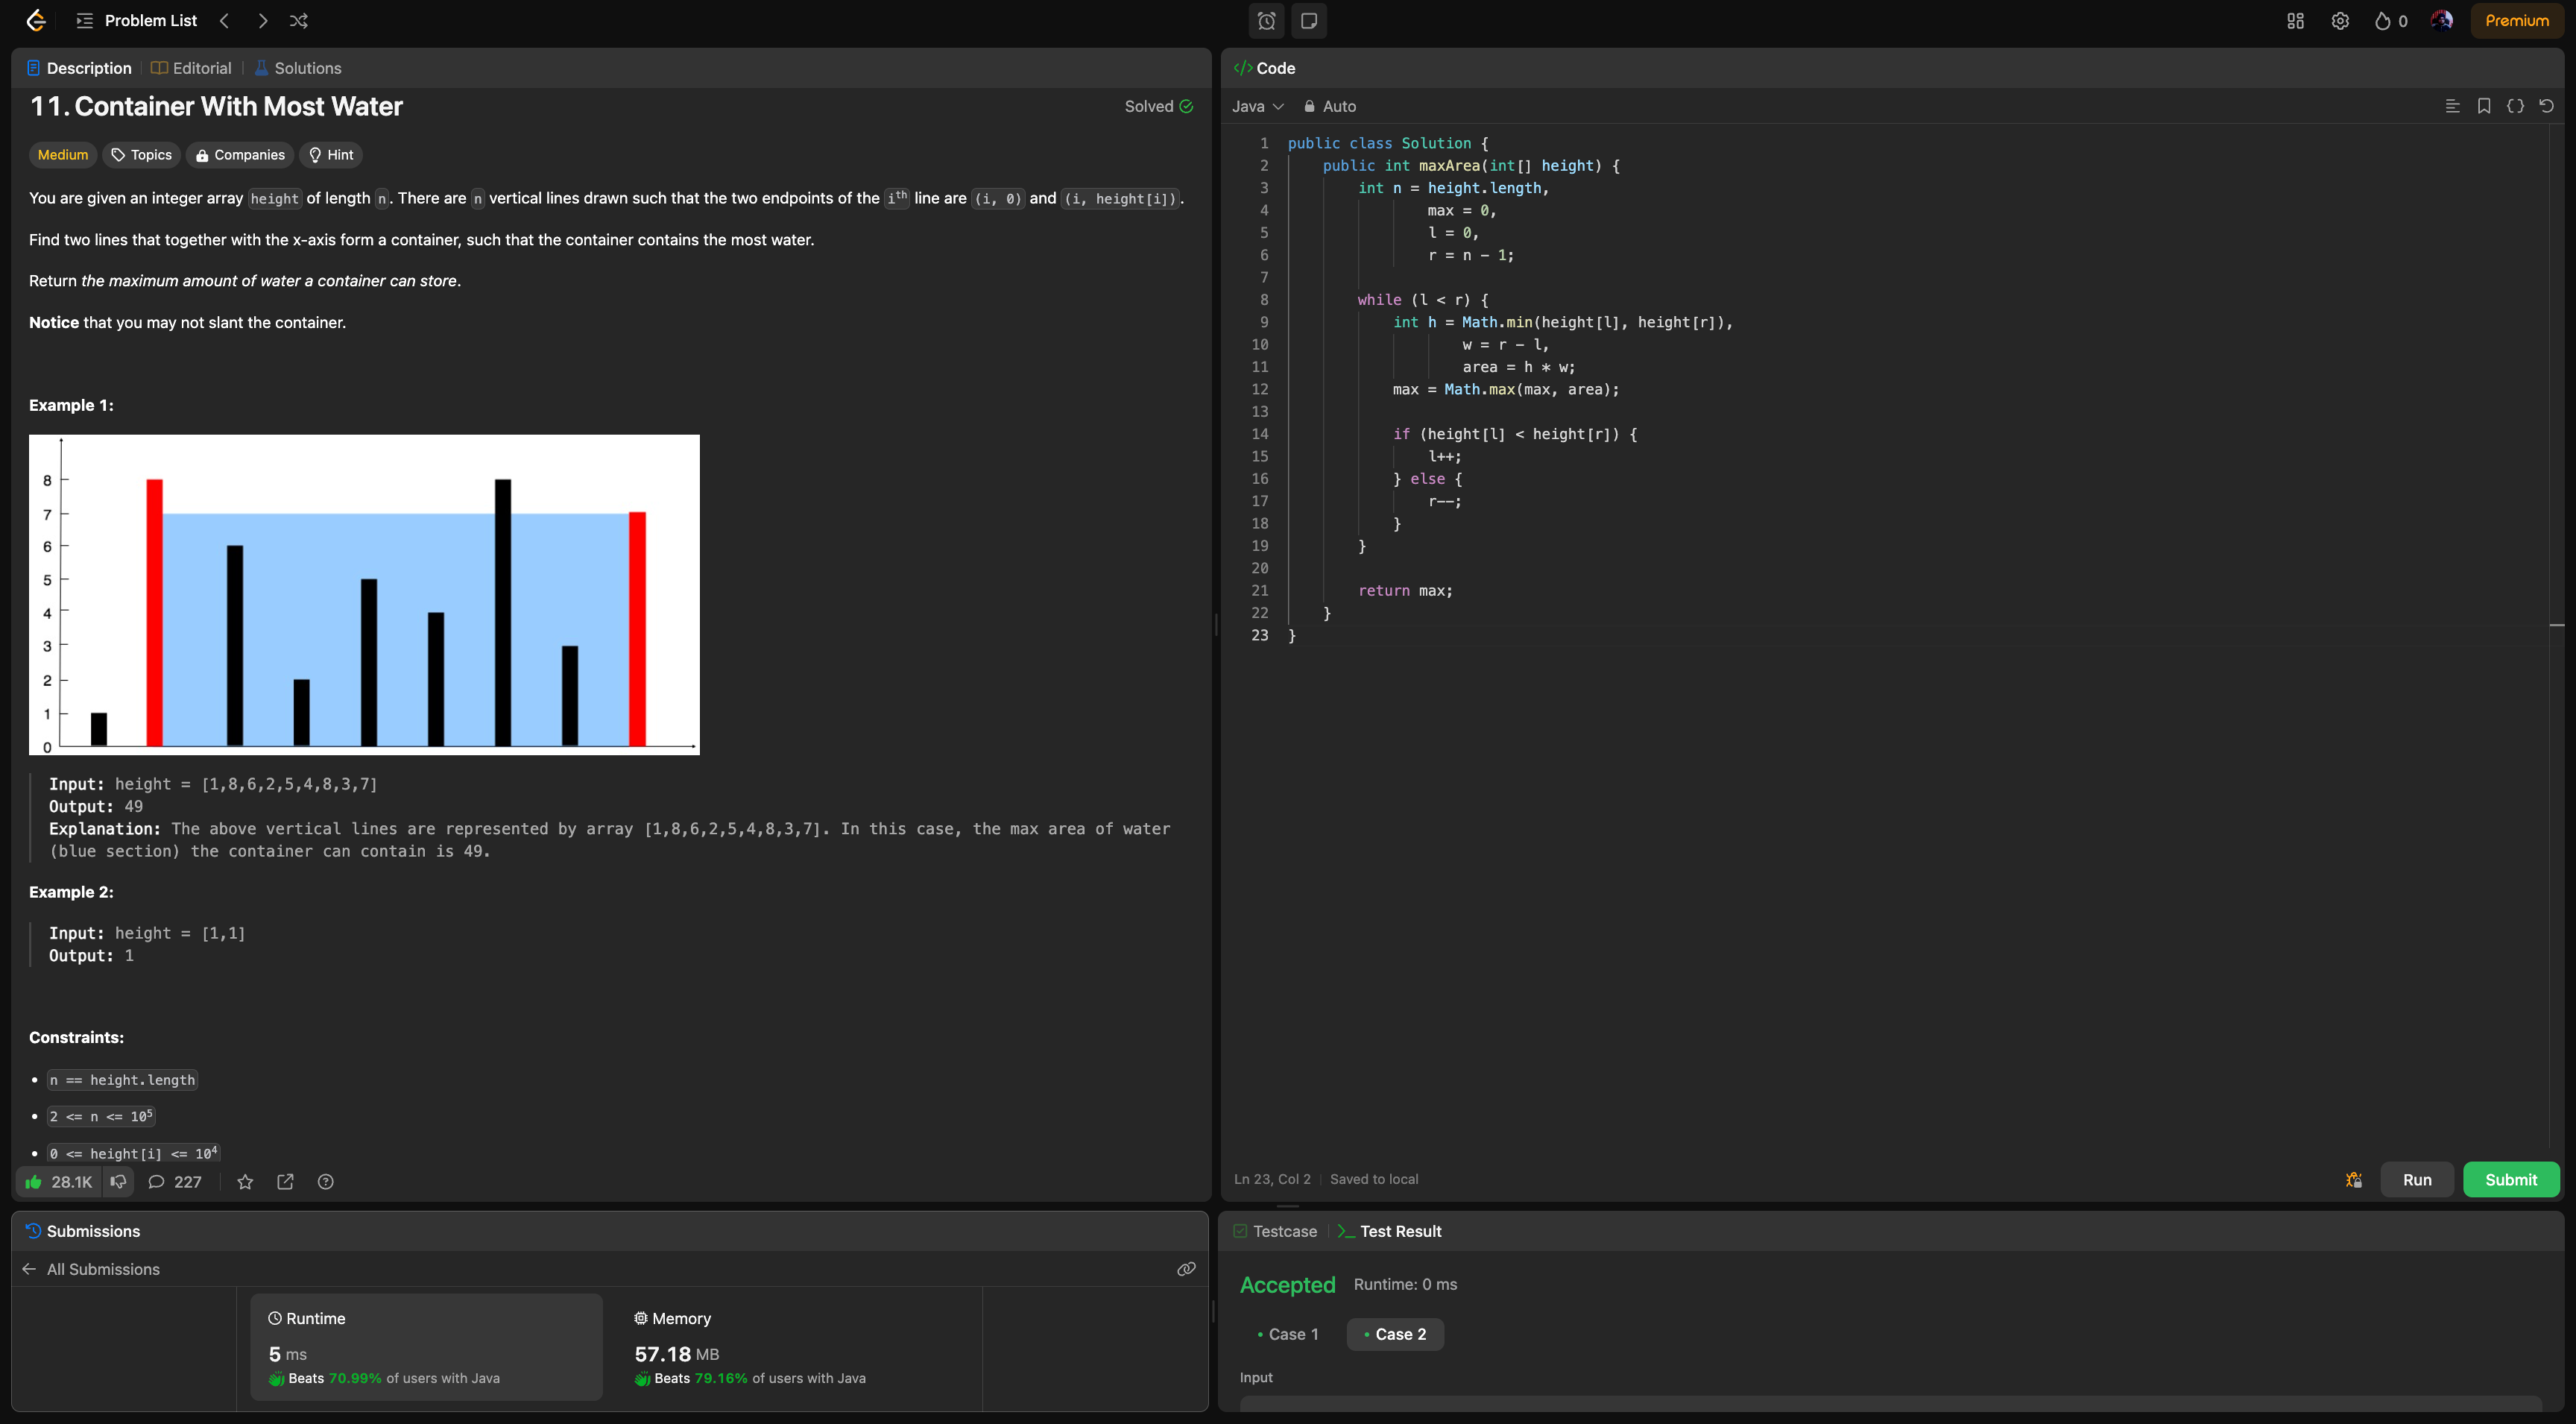 Problem List
0
Premium
Description
Editorial
Solutions
11. Container With Most Water
Solved
Medium
Topics
Companies
Hint
You are given an integer array height of length n. There are n vertical lines drawn such that the two endpoints of the ith line are (i, 0) and (i, height[i]).
Find two lines that together with the x-axis form a container, such that the container contains the most water.
Return the maximum amount of water a container can store.
Notice that you may not slant the container.
Example 1:
8
7
6
5
4
3
2
1
0
Input: height = [1,8,6,2,5,4,8,3,7]
Output: 49
Explanation: The above vertical lines are represented by array [1,8,6,2,5,4,8,3,7]. In this case, the max area of water
(blue section) the container can contain is 49.
Example 2:
Input: height = [1,1]
Output: 1
Constraints:
• n == height.length
• 2 <= n <= 10⁵
• 0 <= height[i] <= 10⁴
28.1K
227
Code
Java
Auto
1 public class Solution {
2     public int maxArea(int[] height) {
3         int n = height.length,
4                 max = 0,
5                 l = 0,
6                 r = n - 1;
7
8         while (l < r) {
9             int h = Math.min(height[l], height[r]),
10                     w = r - l,
11                     area = h * w;
12             max = Math.max(max, area);
13
14             if (height[l] < height[r]) {
15                 l++;
16             } else {
17                 r--;
18             }
19         }
20
21         return max;
22     }
23 }
Ln 23, Col 2
Saved to local
Run
Submit
Submissions
All Submissions
Runtime
5 ms
Beats 70.99% of users with Java
Memory
57.18 MB
Beats 79.16% of users with Java
Testcase
Test Result
Accepted
Runtime: 0 ms
• Case 1
• Case 2
Input